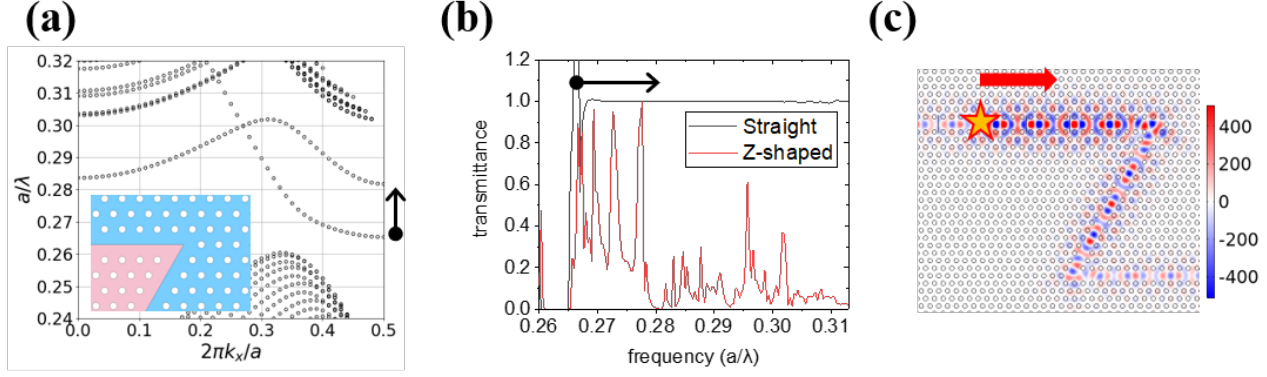 (a)
0.32
0.31
0.30
0.29
0.28
0.27
0.26
0.25
0.24
a/λ
0.0 0.1 0.2 0.3 0.4 0.5
2πkx/a
(b)
1.2
1.0
0.8
0.6
0.4
0.2
0.0
transmittance
Straight
Z-shaped
0.26 0.27 0.28 0.29 0.30 0.31
frequency (a/λ)
(c)
400
200
0
-200
-400